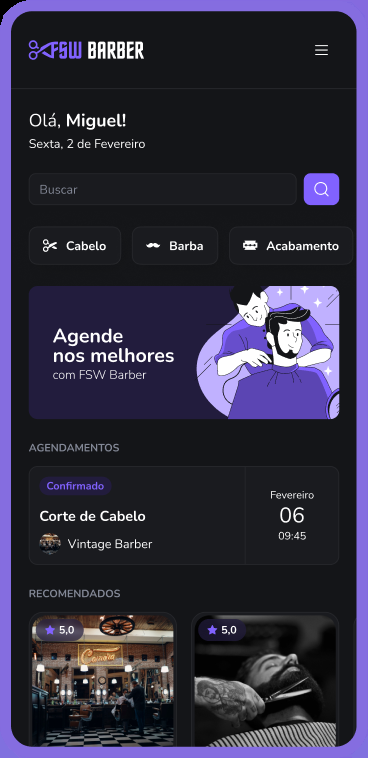 FSW BARBER
Olá, Miguel!
Sexta, 2 de Fevereiro
Buscar
Cabelo
Barba
Acabamento
Agende
nos melhores
com FSW Barber
AGENDAMENTOS
Confirmado
Corte de Cabelo
Vintage Barber
Fevereiro
06
09:45
RECOMENDADOS
5,0
5,0